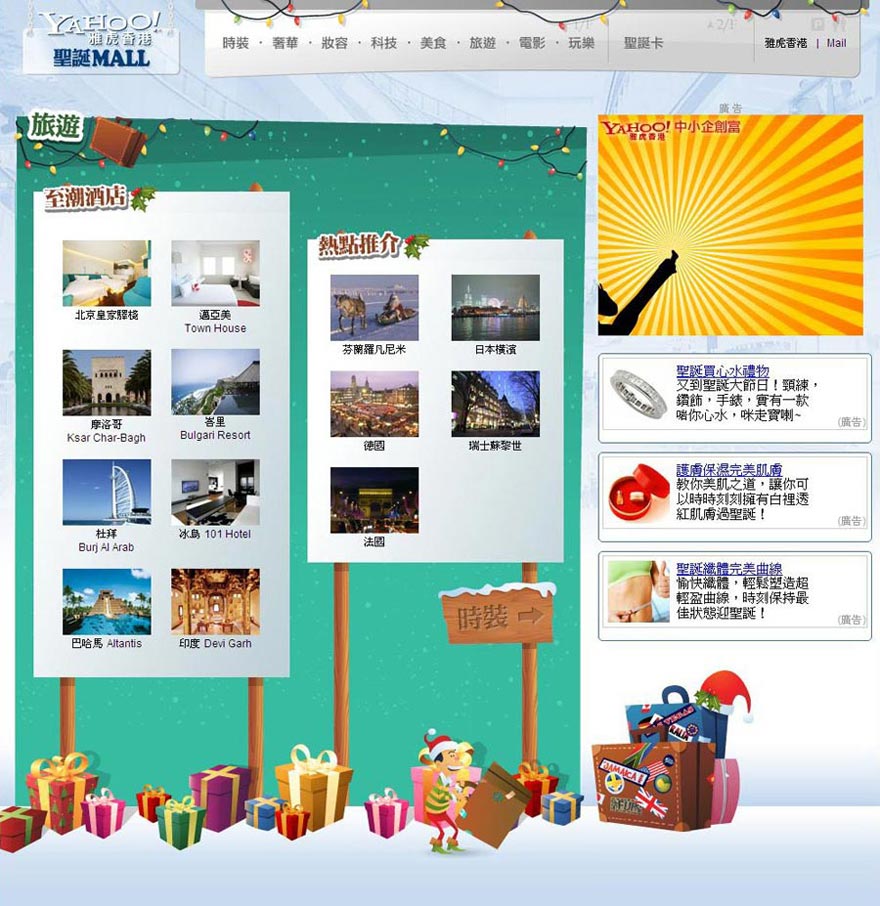 YAHOO!
雅虎香港
聖誕MALL
時裝 · 奢華 · 妝容 · 科技 · 美食 · 旅遊 · 電影 · 玩樂
聖誕卡
雅虎香港 | Mail
旅遊
至潮酒店
北京皇家驛棧
邁亞美
Town House
摩洛哥
Ksar Char-Bagh
峇里
Bulgari Resort
杜拜
Burj Al Arab
冰島 101 Hotel
巴哈馬 Altantis
印度 Devi Garh
熱點推介
芬蘭羅凡尼米
日本橫濱
德國
瑞士蘇黎世
法國
時裝
廣告
YAHOO! 中小企創富
雅虎香港
聖誕買心水禮物
又到聖誕大節日！頸練，
鑽飾，手錶，實有一款
啱你心水，咪走寶喇~
(廣告)
護膚保濕完美肌膚
教你美肌之道，讓你可
以時時刻刻擁有白裡透
紅肌膚過聖誕！
(廣告)
聖誕纖體完美曲線
愉快纖體，輕鬆塑造超
輕盈曲線，時刻保持最
佳狀態迎聖誕！
(廣告)
LAS VEGAS
JAMAICA